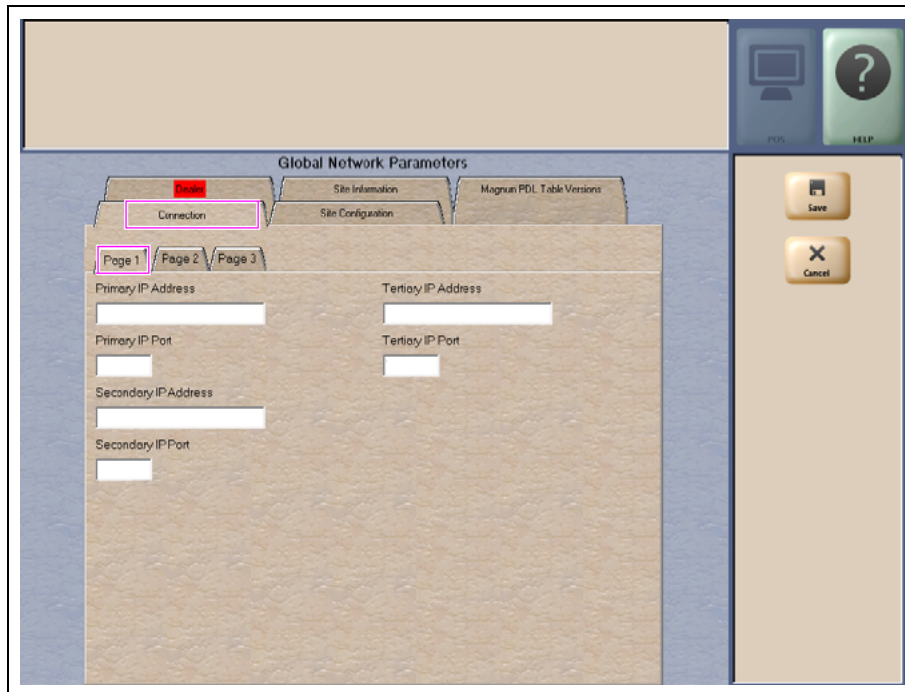 POS
HELP
Global Network Parameters
Dealer
Site Information
Magnum PDL Table Versions
Connection
Site Configuration
Save
Cancel
Page 1
Page 2
Page 3
Primary IP Address
Tertiary IP Address
Primary IP Port
Tertiary IP Port
Secondary IP Address
Secondary IP Port